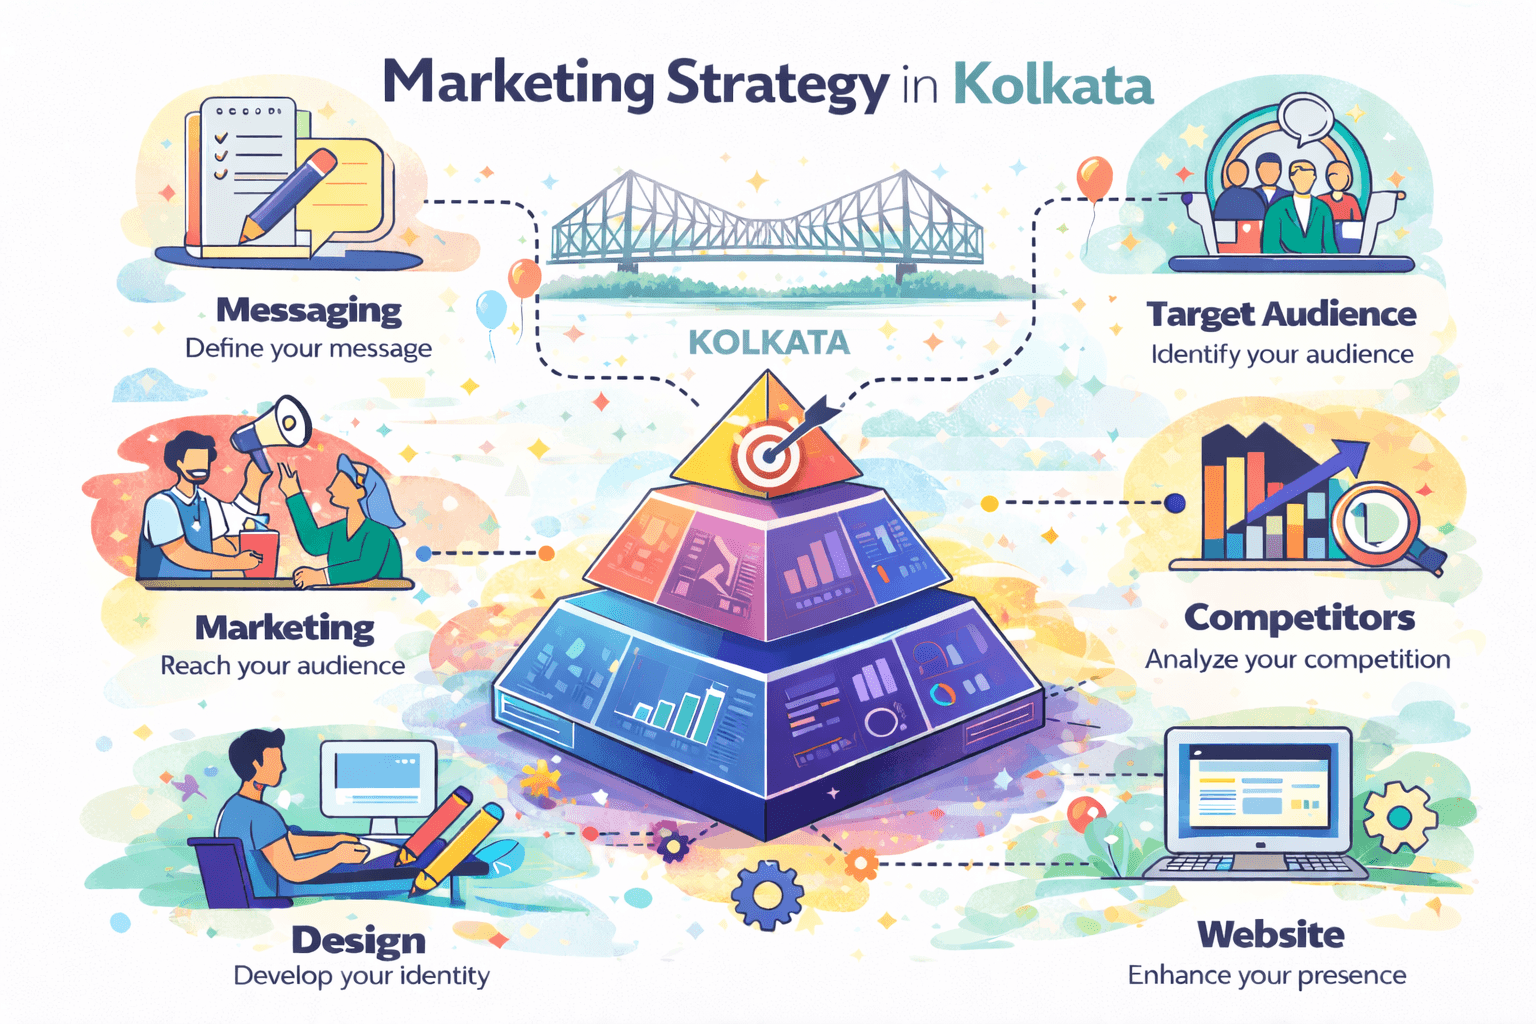 Marketing Strategy in Kolkata
Messaging
Define your message
Target Audience
Identify your audience
KOLKATA
Marketing
Reach your audience
Competitors
Analyze your competition
Design
Develop your identity
Website
Enhance your presence